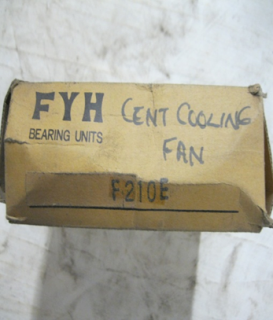 FYH CENT COOLING
BEARING UNITS FAN
F210E